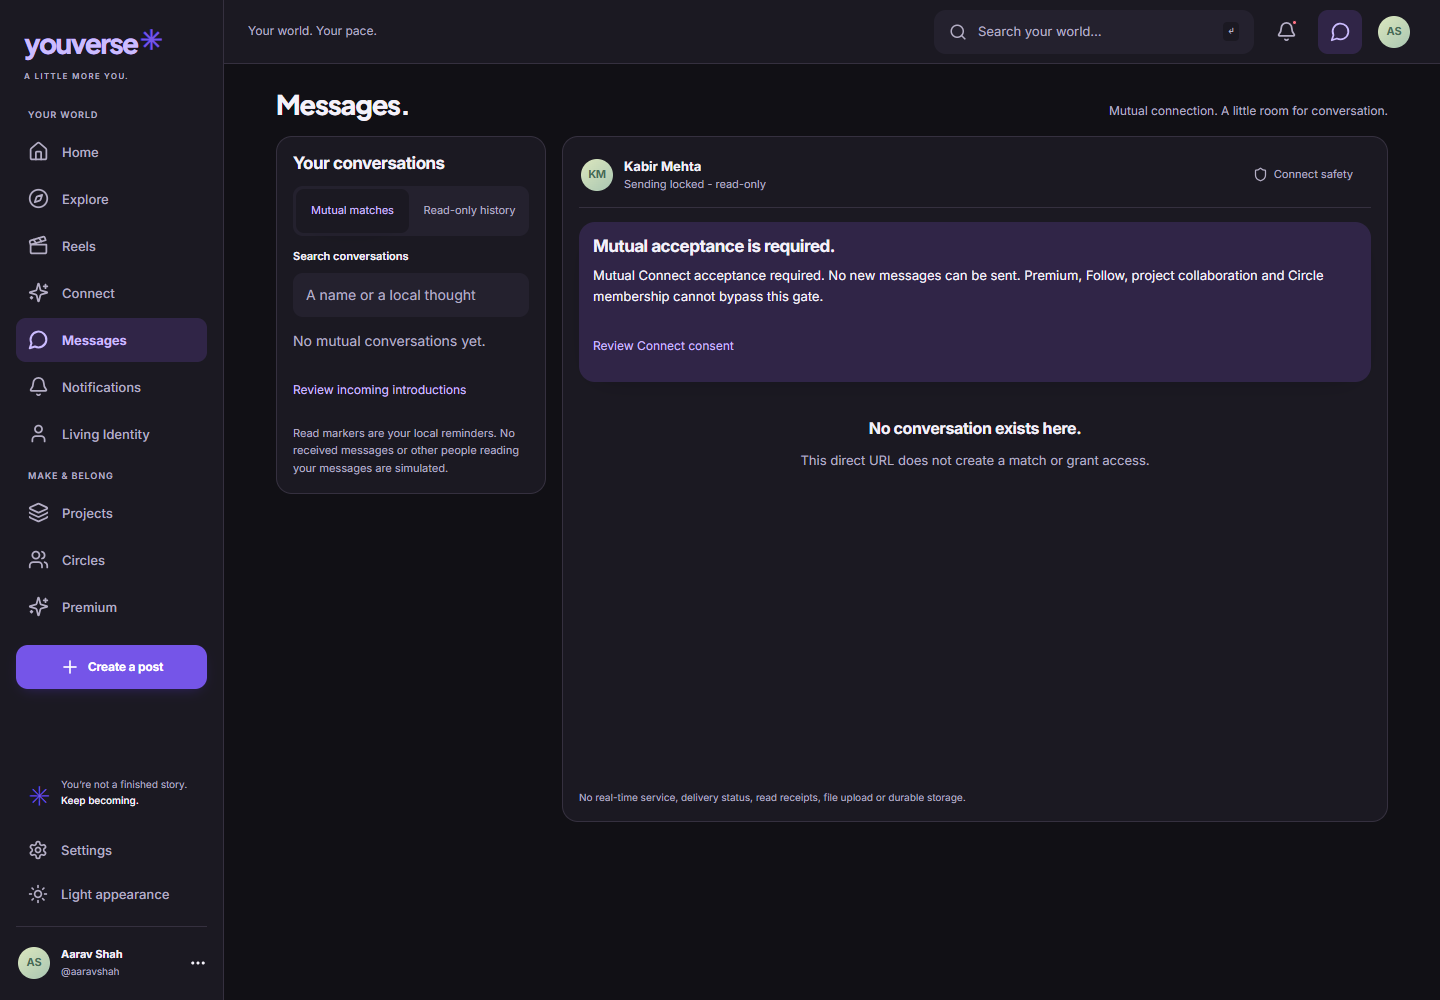 youverse
A LITTLE MORE YOU.
YOUR WORLD
Home
Explore
Reels
Connect
Messages
Notifications
Living Identity
MAKE & BELONG
Projects
Circles
Premium
Create a post
You're not a finished story.
Keep becoming.
Settings
Light appearance
AS
Aarav Shah
@aaravshah
Your world. Your pace.
Search your world...
AS
Messages.
Mutual connection. A little room for conversation.
Your conversations
Mutual matches
Read-only history
Search conversations
A name or a local thought
No mutual conversations yet.
Review incoming introductions
Read markers are your local reminders. No
received messages or other people reading
your messages are simulated.
KM
Kabir Mehta
Sending locked - read-only
Connect safety
Mutual acceptance is required.
Mutual Connect acceptance required. No new messages can be sent. Premium, Follow, project collaboration and Circle
membership cannot bypass this gate.
Review Connect consent
No conversation exists here.
This direct URL does not create a match or grant access.
No real-time service, delivery status, read receipts, file upload or durable storage.